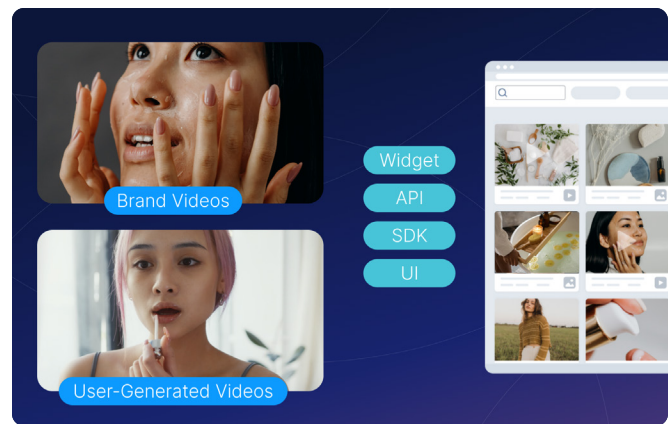 Brand Videos
User-Generated Videos
Widget
API
SDK
UI